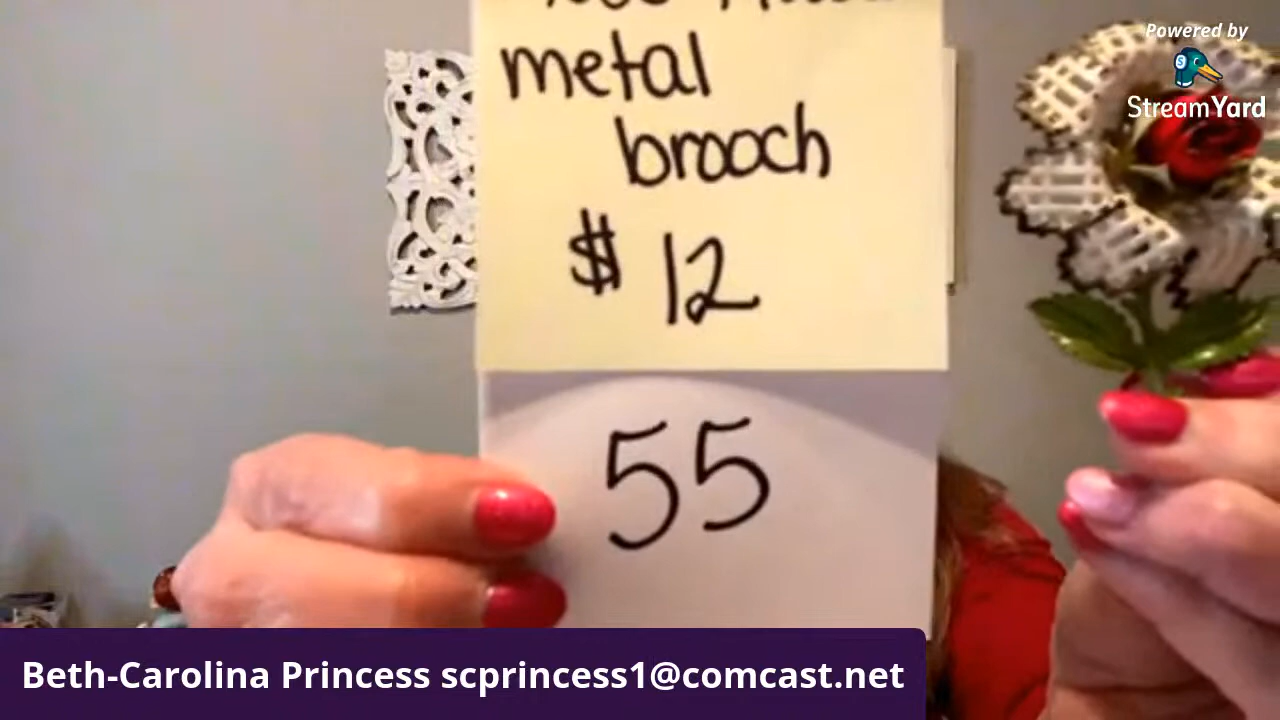 metal
brooch
$ 12
55
Powered by
StreamYard
Beth-Carolina Princess scprincess1@comcast.net